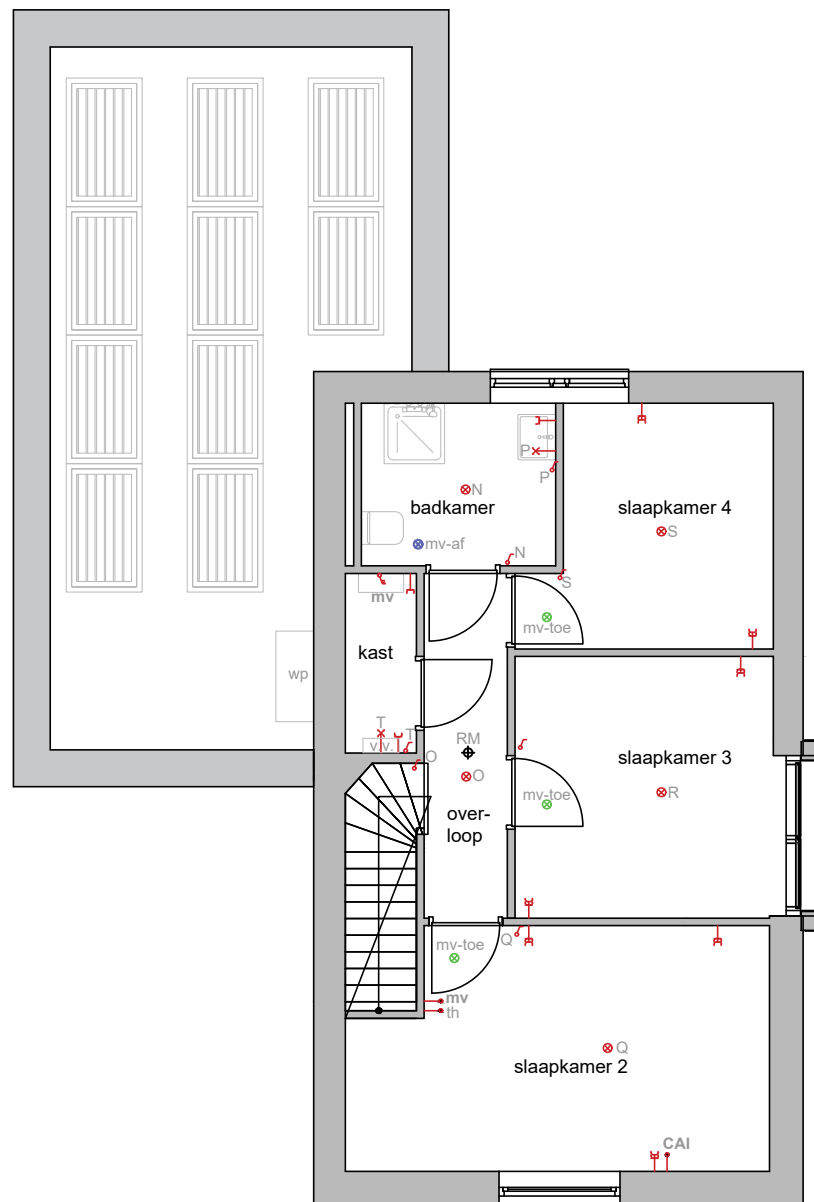 P
P
N
badkamer
slaapkamer 4
S
mv-af
N
S
mv
mv-toe
kast
wp
T
T
v.v.
O
RM
slaapkamer 3
O
mv-toe
R
over-
loop
Q
mv-toe
mv
th
Q
slaapkamer 2
CAI